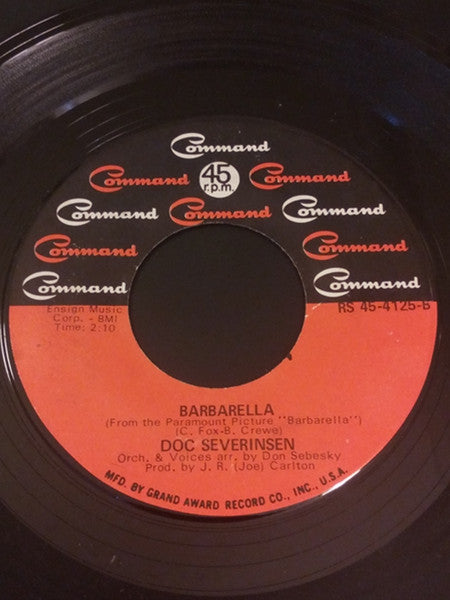 Command
Command 45 r.p.m. Command
Command Command Command
Command Command
Command Command
Ensign Music
Corp. - BMI
Time: 2:10
RS 45-4125-B
BARBARELLA
(From the Paramount Picture "Barbarella")
(C. Fox-B. Crewe)
DOC SEVERINSEN
Orch. & Voices arr. by Don Sebesky
Prod. by J. R. (Joe) Carlton
MFD. BY GRAND AWARD RECORD CO., INC., U.S.A.